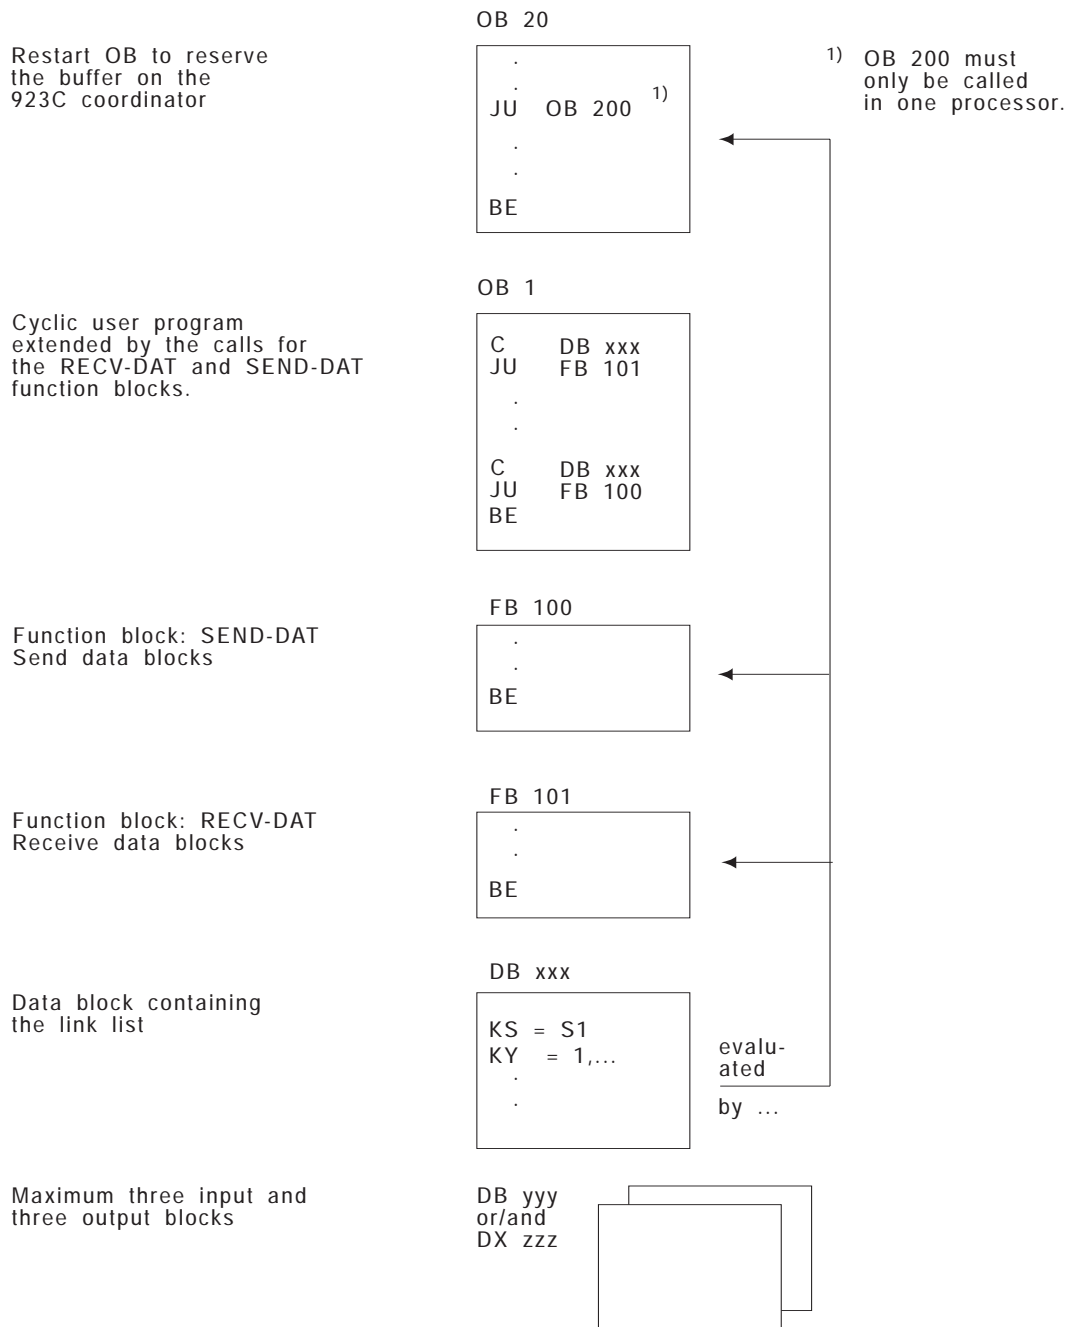 OB 20
Restart OB to reserve
the buffer on the
923C coordinator
.
.
JU OB 200 1)
.
.
BE
1) OB 200 must
only be called
in one processor.
OB 1
Cyclic user program
extended by the calls for
the RECV-DAT and SEND-DAT
function blocks.
C DB xxx
JU FB 101
.
.
C DB xxx
JU FB 100
BE
FB 100
Function block: SEND-DAT
Send data blocks
.
.
BE
FB 101
Function block: RECV-DAT
Receive data blocks
.
.
BE
DB xxx
Data block containing
the link list
KS = S1
KY = 1,...
.
.
evalu-
ated
by ...
Maximum three input and
three output blocks
DB yyy
or/and
DX zzz